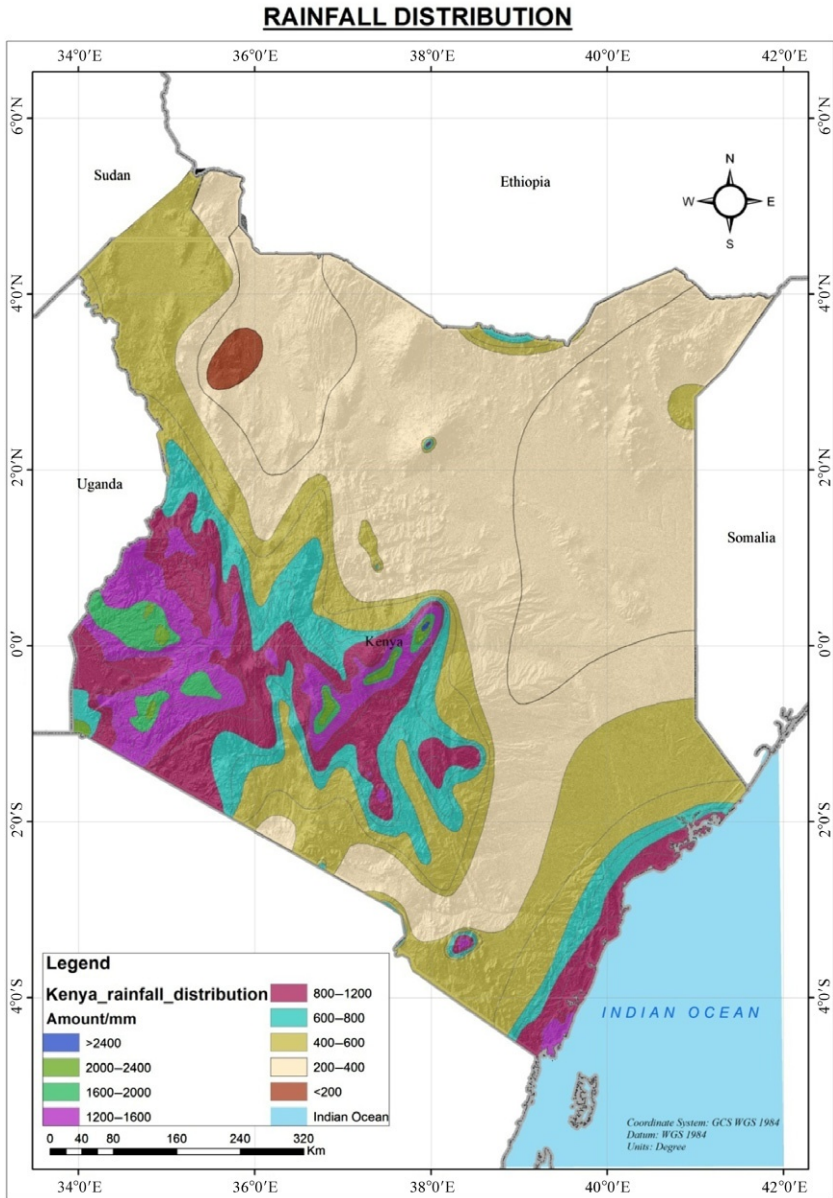 RAINFALL DISTRIBUTION
34°0′E 36°0′E 38°0′E 40°0′E 42°0′E
6°0′N 6°0′N
Sudan
Ethiopia
N
W E
S
4°0′N 4°0′N
2°0′N 2°0′N
Uganda
Somalia
0°0′ 0°0′
Kenya
2°0′S 2°0′S
4°0′S 4°0′S
INDIAN OCEAN
Legend
Kenya_rainfall_distribution
Amount/mm
>2400
2000–2400
1600–2000
1200–1600
800–1200
600–800
400–600
200–400
<200
Indian Ocean
0 40 80 160 240 320
Km
Coordinate System: GCS WGS 1984
Datum: WGS 1984
Units: Degree
34°0′E 36°0′E 38°0′E 40°0′E 42°0′E